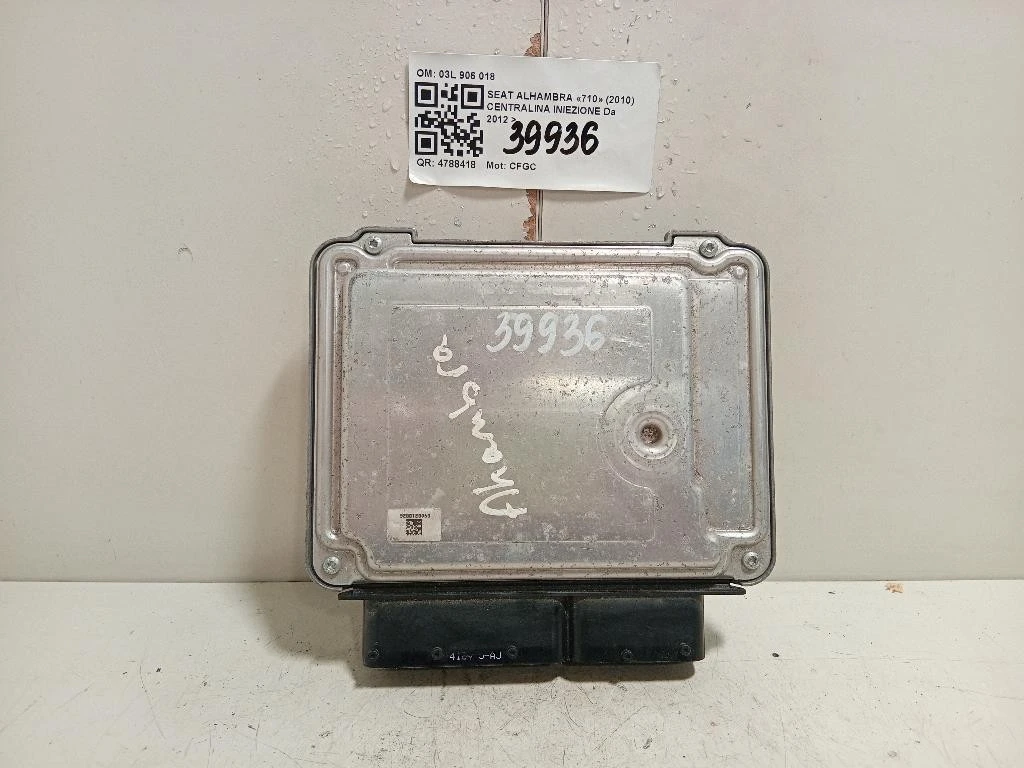 OM: 03L 906 018
SEAT ALHAMBRA «710» (2010)
CENTRALINA INIEZIONE Da
2012 >
39936
QR: 4788418 Mot: CFGC
39936